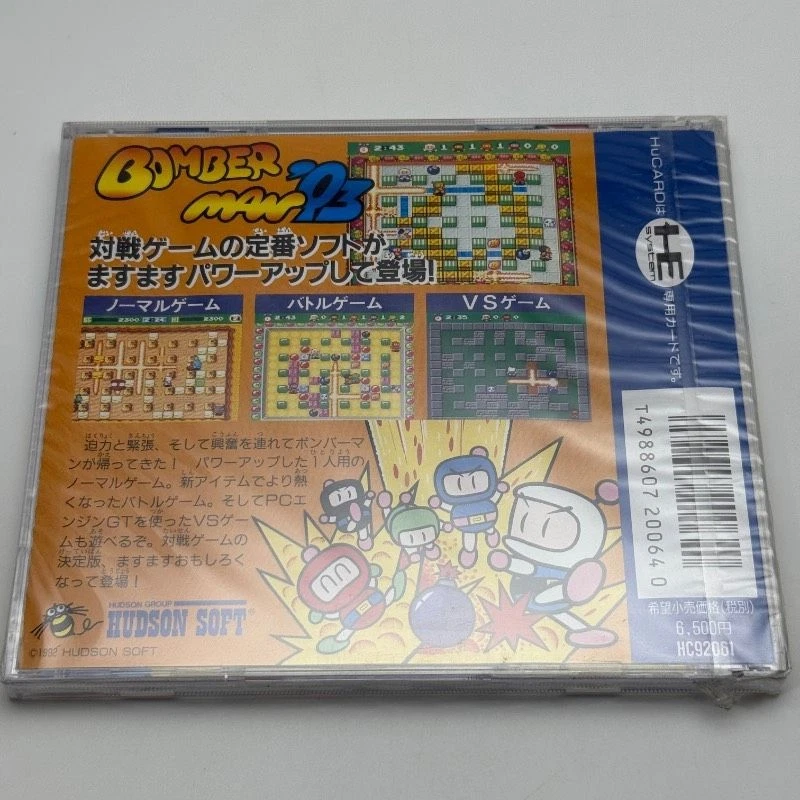 BOMBER
MAN '93
対戦ゲームの定番ソフトが、
ますますパワーアップして登場!
ノーマルゲーム
バトルゲーム
VSゲーム
2:43
2300 2:24 2300
2:43
2:35
迫力と緊張、そして興奮を連れてボンバーマ
ンが帰ってきた! パワーアップした1人用の
ノーマルゲーム。新アイテムでより熱
くなったバトルゲーム。そしてPCエ
ンジンGTを使ったVSゲー
ムも遊べるぞ。対戦ゲームの
決定版、ますますおもしろく
なって登場!
HUDSON GROUP
HUDSON SOFT®
©1992 HUDSON SOFT
HuCARDは
HE
system
専用カードです。
T4988607 200640
希望小売価格(税別)
6,500円
HC92061